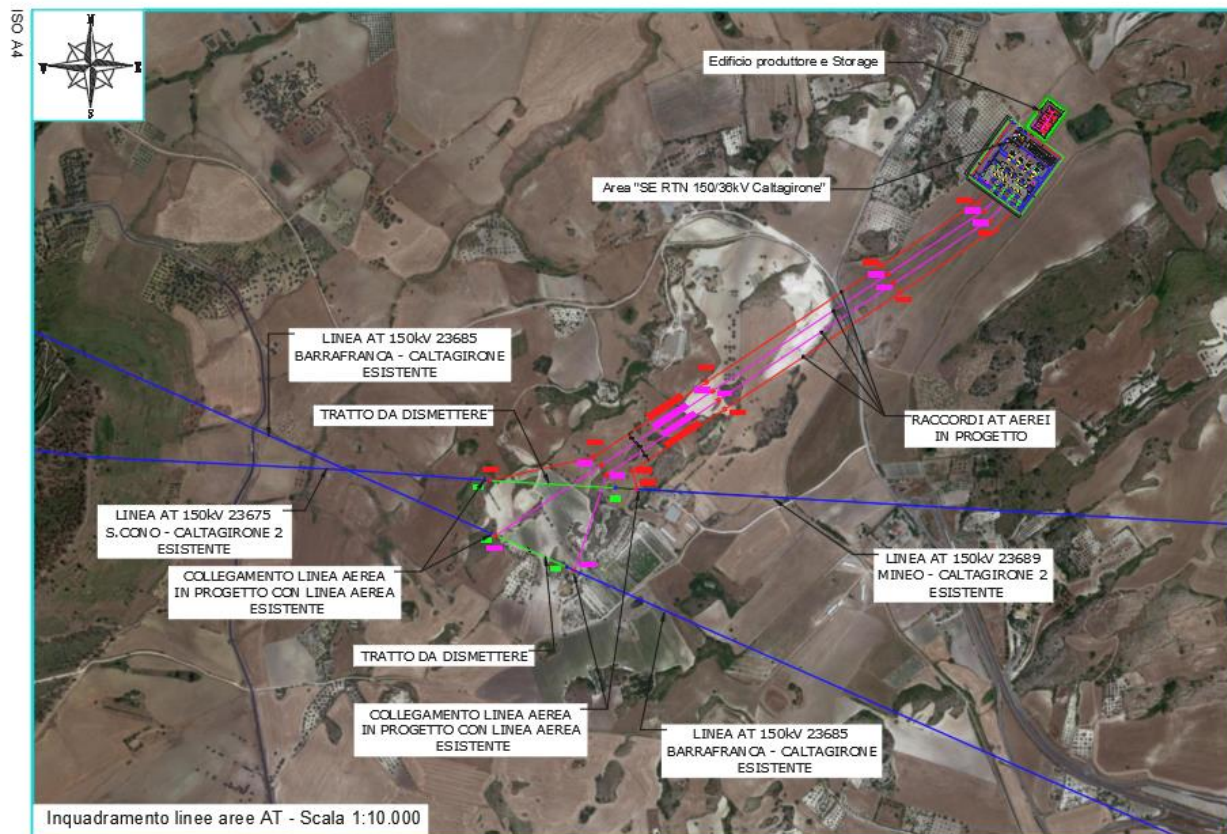 ISO A4
N
S
Edificio produttore e Storage
Area "SE RTN 150/36kV Caltagirone"
LINEA AT 150kV 23685
BARRAFRANCA - CALTAGIRONE
ESISTENTE
TRATTO DA DISMETTERE
RACCORDI AT AEREI
IN PROGETTO
LINEA AT 150kV 23675
S.CONO - CALTAGIRONE 2
ESISTENTE
LINEA AT 150kV 23689
MINEO - CALTAGIRONE 2
ESISTENTE
COLLEGAMENTO LINEA AEREA
IN PROGETTO CON LINEA AEREA
ESISTENTE
TRATTO DA DISMETTERE
COLLEGAMENTO LINEA AEREA
IN PROGETTO CON LINEA AEREA
ESISTENTE
LINEA AT 150kV 23685
BARRAFRANCA - CALTAGIRONE
ESISTENTE
Inquadramento linee aree AT - Scala 1:10.000